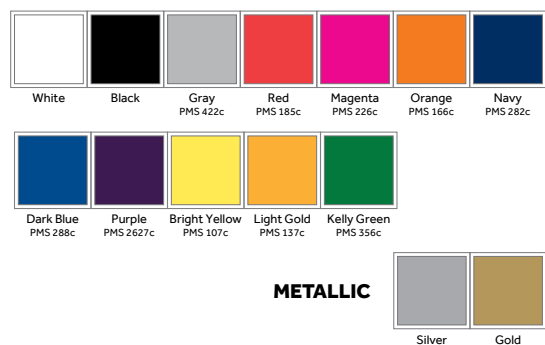 White Black Gray Red Magenta Orange Navy
PMS 422c PMS 185c PMS 226c PMS 166c PMS 282c
Dark Blue Purple Bright Yellow Light Gold Kelly Green
PMS 288c PMS 2627c PMS 107c PMS 137c PMS 356c
METALLIC
Silver Gold